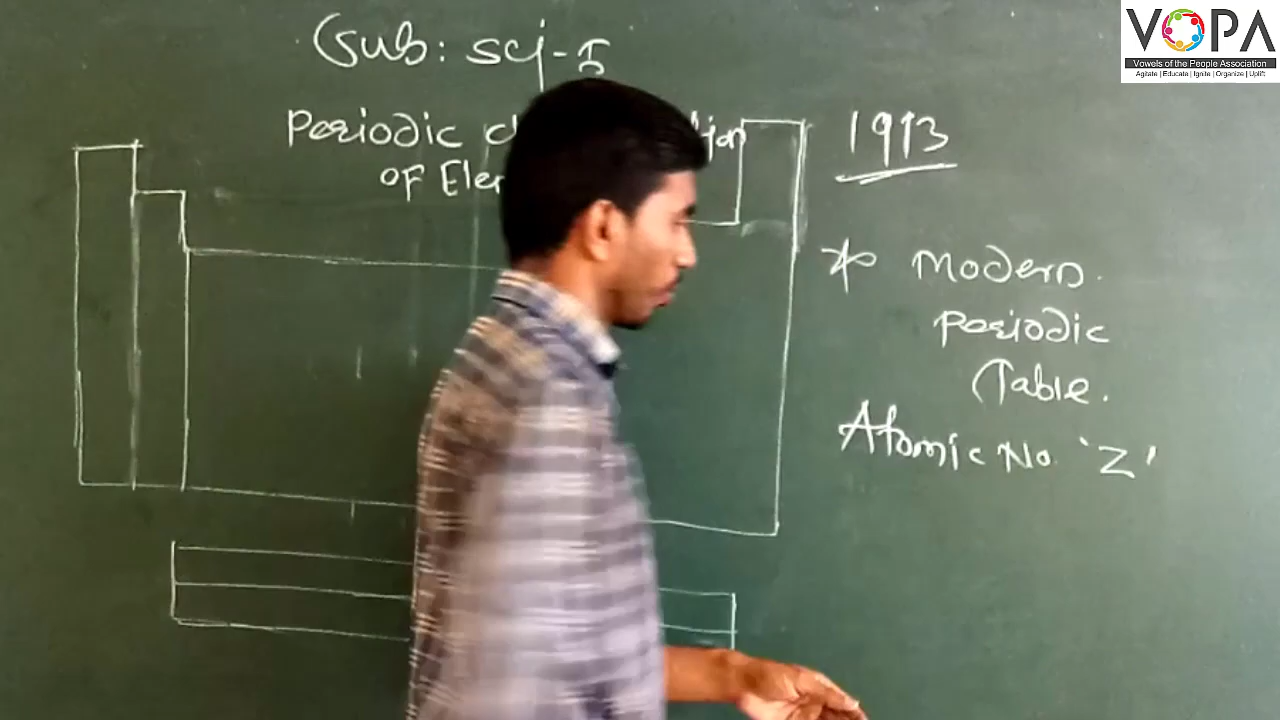 Sub: sci-I
Periodic
of
1913
* Modern
Periodic
Table.
Atomic No. 'Z'
VOPA
Vowels of the People Association
Agitate | Educate | Ignite | Organize | Uplift